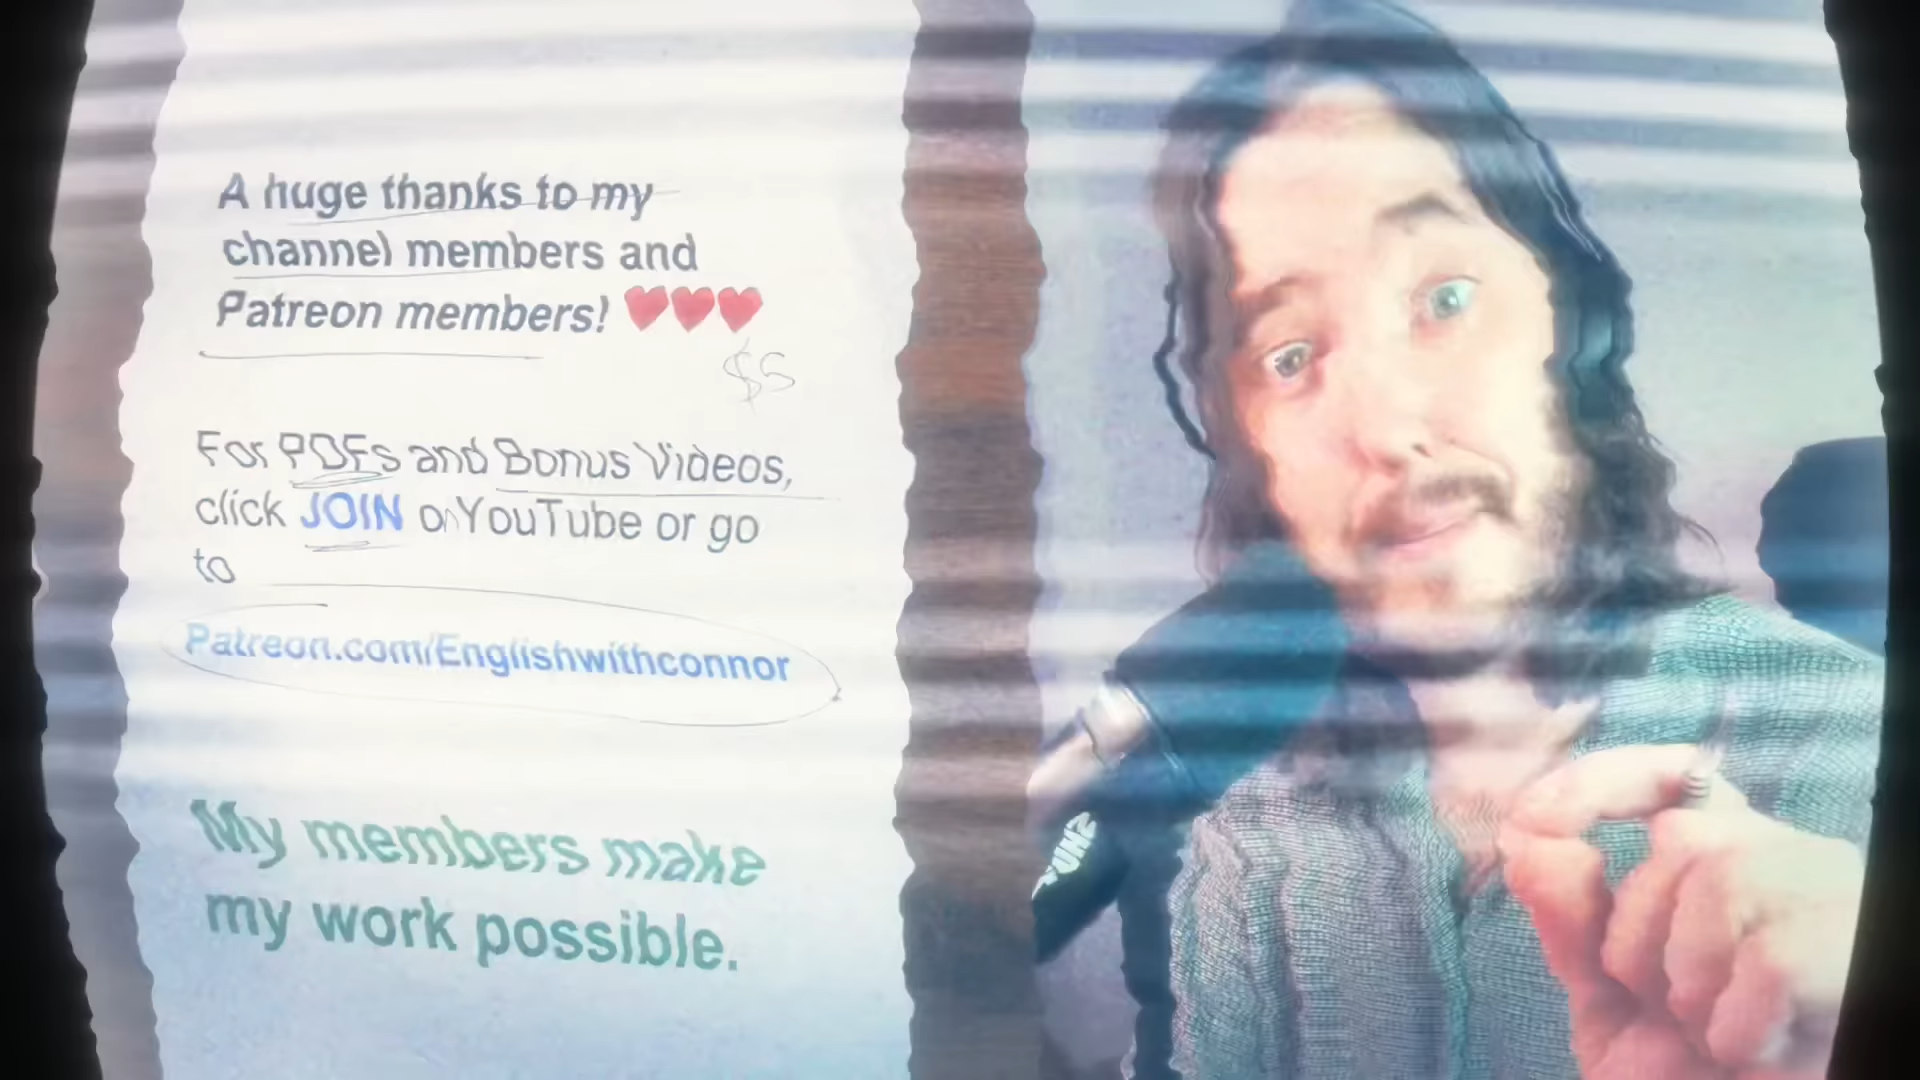 A huge thanks to my
channel members and
Patreon members! ❤❤❤
$5
For PDFs and Bonus Videos,
click JOIN on YouTube or go
to
Patreon.com/Englishwithconnor
My members make
my work possible.